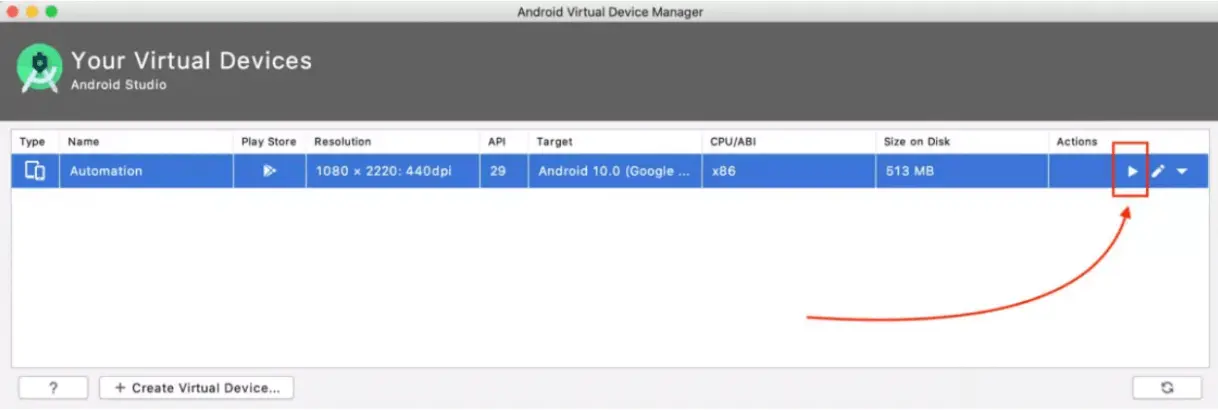 Android Virtual Device Manager
Your Virtual Devices
Android Studio
Type Name Play Store Resolution API Target CPU/ABI Size on Disk Actions
Automation 1080 × 2220: 440dpi 29 Android 10.0 (Google ... x86 513 MB
? + Create Virtual Device...